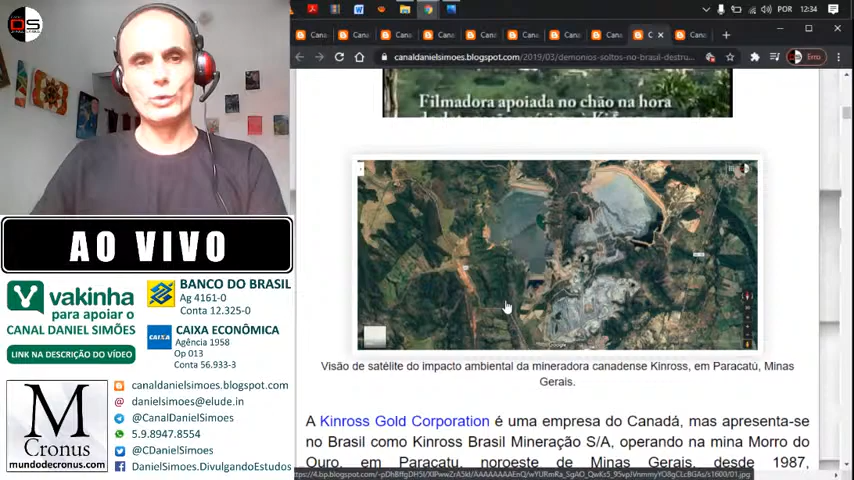 DS
AO VIVO
vakinha
para apoiar o
CANAL DANIEL SIMÕES
LINK NA DESCRIÇÃO DO VÍDEO
BANCO DO BRASIL
Ag 4161-0
Conta 12.325-0
CAIXA
CAIXA ECONÔMICA
Agência 1958
Op 013
Conta 56.933-3
M
Cronus
mundodecronus.com
canaldanielsimoes.blogspot.com
danielsimoes@elude.in
@CanalDanielSimoes
5.9.8947.8554
@CDanielSimoes
DanielSimoes.DivulgandoEstudos
POR 12:34
canaldanielsimoes.blogspot.com/2019/03/demonios-soltos-no-brasil-destru...
Erro
Filmadora apoiada no chão na hora
Visão de satélite do impacto ambiental da mineradora canadense Kinross, em Paracatú, Minas
Gerais.
A Kinross Gold Corporation é uma empresa do Canadá, mas apresenta-se
no Brasil como Kinross Brasil Mineração S/A, operando na mina Morro do
Ouro, em Paracatu, noroeste de Minas Gerais, desde 1987,